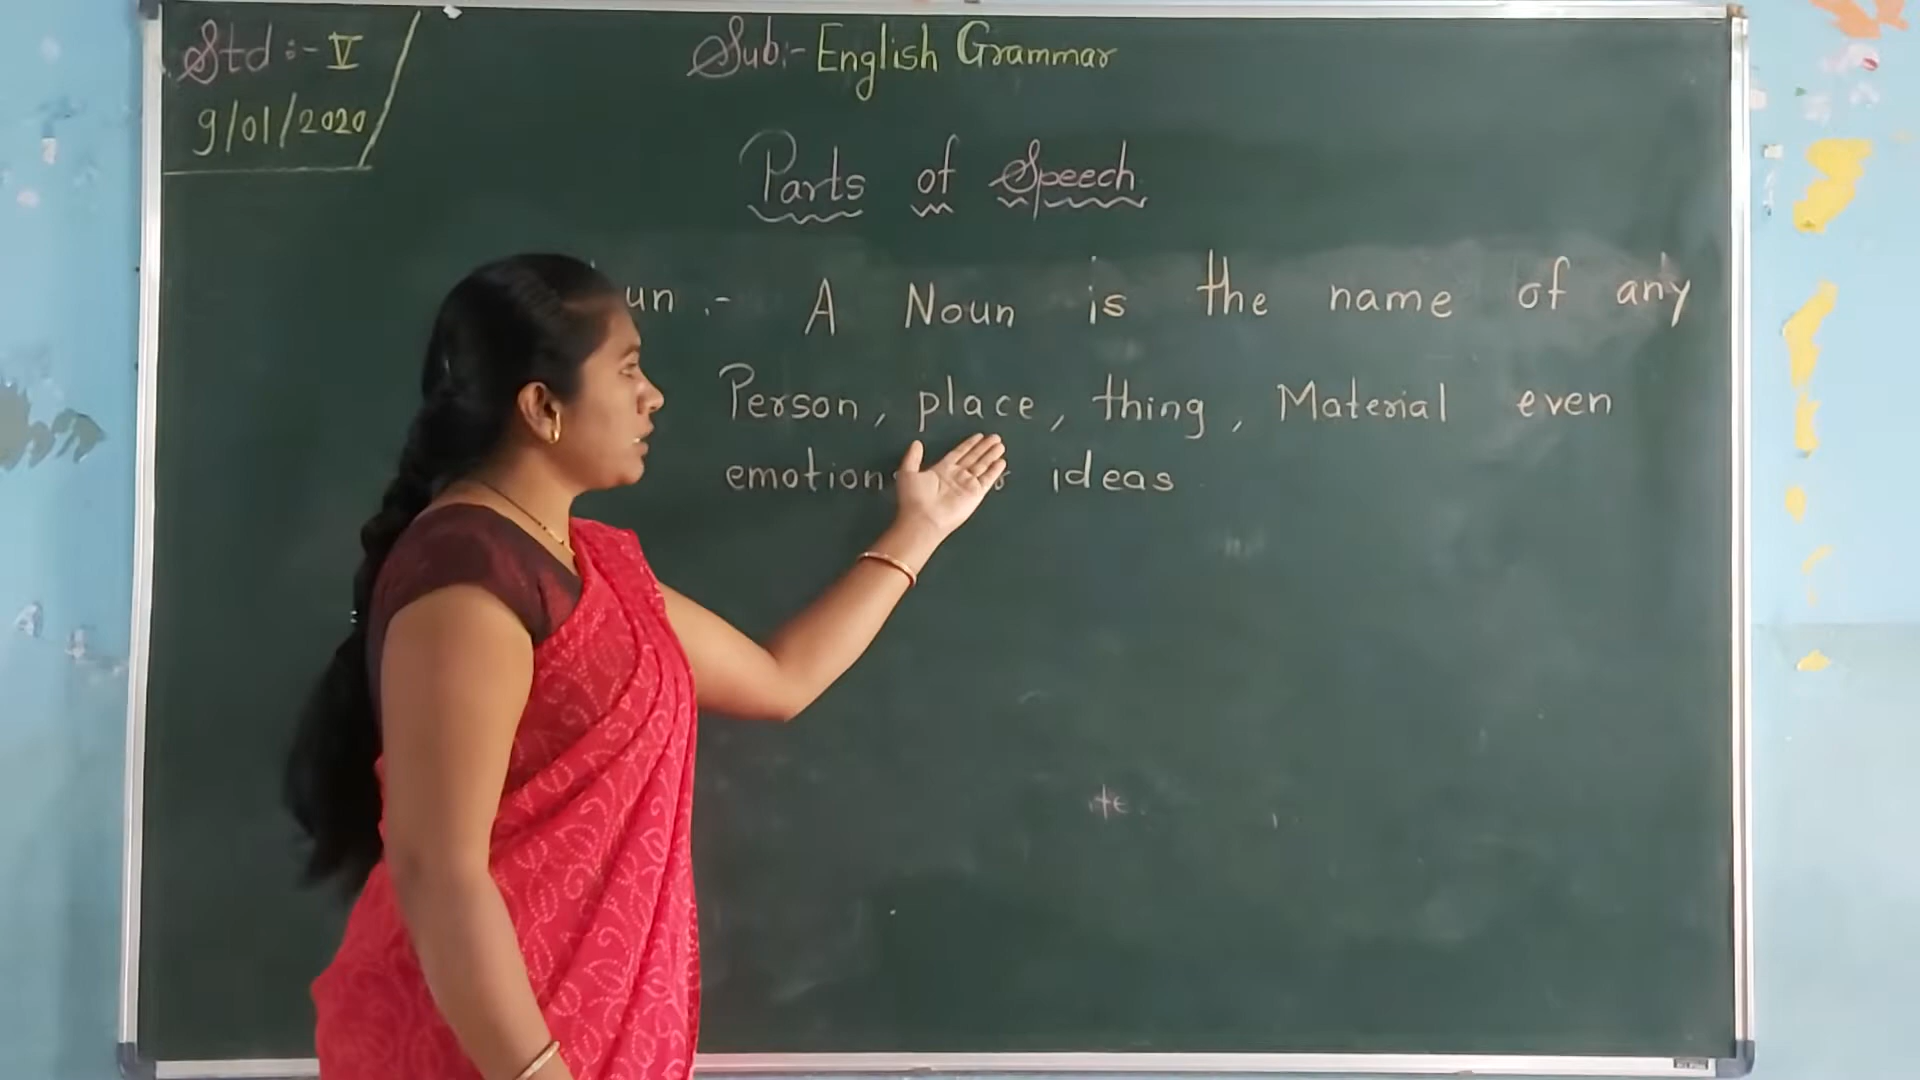 Std :- V
9/01/2020
Sub:- English Grammar
Parts of Speech
un :- A Noun is the name of any
Person, place, thing, Material even
emotion ideas